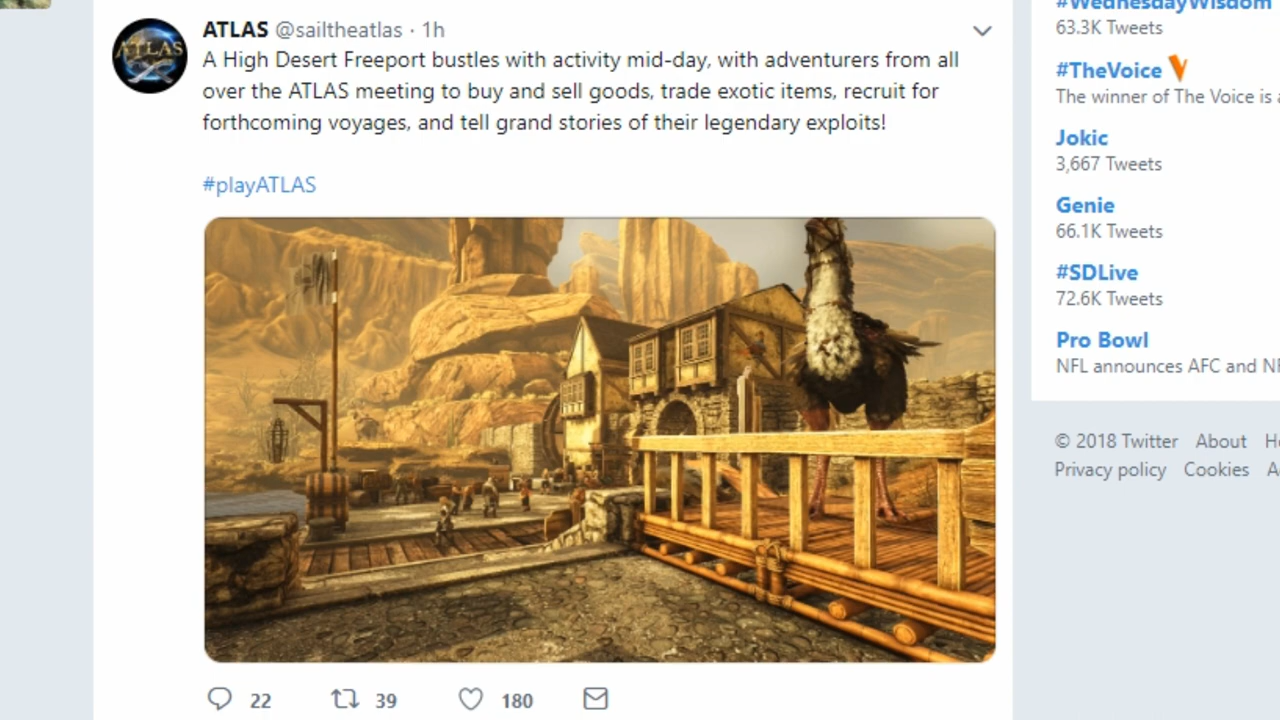 ATLAS @sailtheatlas · 1h
A High Desert Freeport bustles with activity mid-day, with adventurers from all
over the ATLAS meeting to buy and sell goods, trade exotic items, recruit for
forthcoming voyages, and tell grand stories of their legendary exploits!
#playATLAS
22 39 180
ATLAS
#WednesdayWisdom
63.3K Tweets
#TheVoice
The winner of The Voice is a
Jokic
3,667 Tweets
Genie
66.1K Tweets
#SDLive
72.6K Tweets
Pro Bowl
NFL announces AFC and NF
© 2018 Twitter About
Privacy policy Cookies